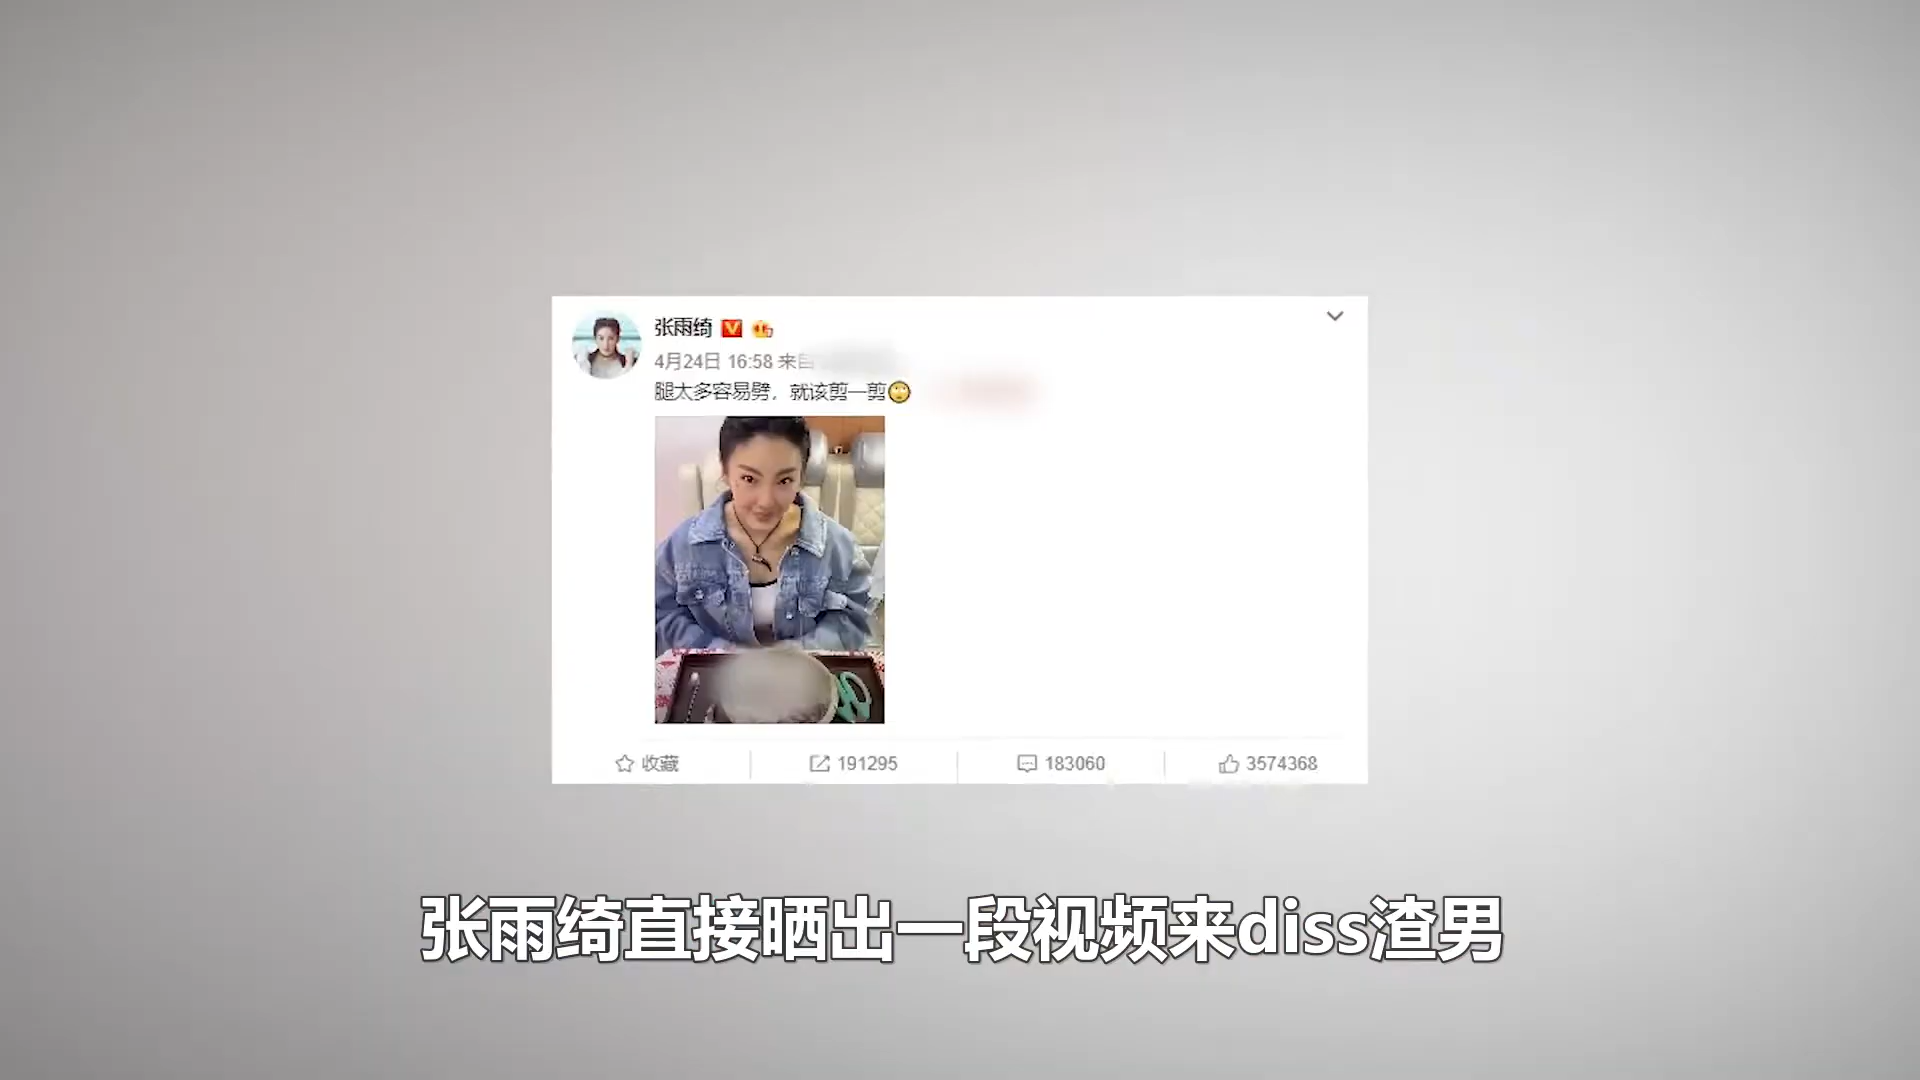 张雨绮
4月24日 16:58 来自
腿太多容易劈，就该剪一剪
收藏
191295
183060
3574368
张雨绮直接晒出一段视频来diss渣男